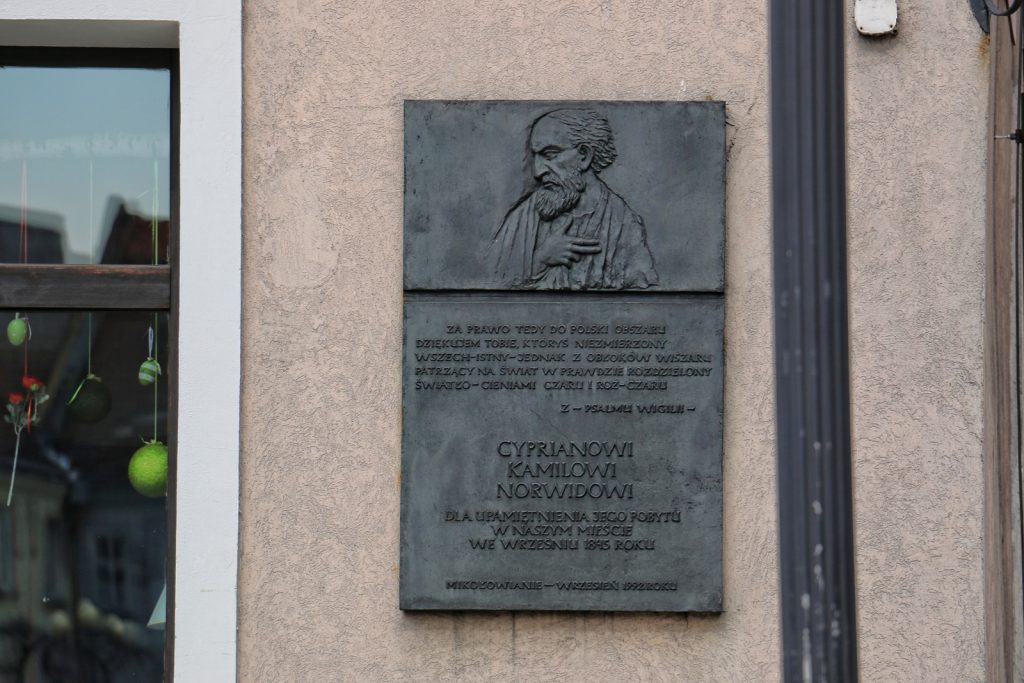 ZA PRAWO TEDY DO POLSKI OBSZARU
DZIĘKUJEM TOBIE, KTÓRYŚ NIEZMIERZONY
WSZECH-ISTNY-JEDNAK Z OBŁOKÓW WISZARU
PATRZĄCY NA ŚWIAT W PRAWDZIE ROZDZIELONY
ŚWIATŁO-CIENIAMI CZARU I ROZ-CZARU
Z - PSALMU WIGILII -
CYPRIANOWI
KAMILOWI
NORWIDOWI
DLA UPAMIĘTNIENIA JEGO POBYTU
W NASZYM MIEŚCIE
WE WRZEŚNIU 1845 ROKU
MIKOŁOWIANIE - WRZESIEŃ 1992 ROKU